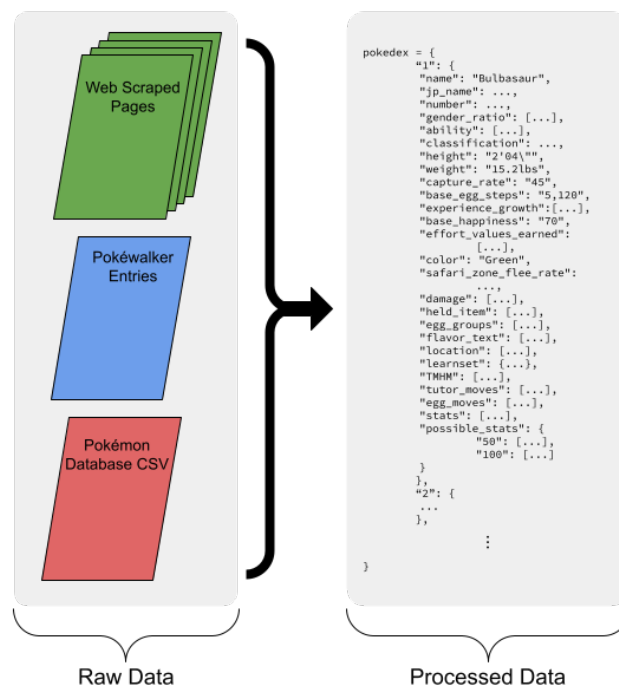 Web Scraped
Pages
Pokéwalker
Entries
Pokémon
Database CSV
Raw Data
pokedex = {
“1”: {
"name": "Bulbasaur",
"jp_name": ...,
"number": ...,
"gender_ratio": [...],
"ability": [...],
"classification": ...,
"height": "2'04\"",
"weight": "15.2lbs",
"capture_rate": "45",
"base_egg_steps": "5,120",
"experience_growth":[...],
"base_happiness": "70",
"effort_values_earned":
[...],
"color": "Green",
"safari_zone_flee_rate":
...,
"damage": [...],
"held_item": [...],
"egg_groups": [...],
"flavor_text": [...],
"location": [...],
"learnset": {...},
"TMHM": [...],
"tutor_moves": [...],
"egg_moves": [...],
"stats": [...],
"possible_stats": {
"50": [...],
"100": [...]
}
},
“2”: {
...
},
⋮
}
Processed Data